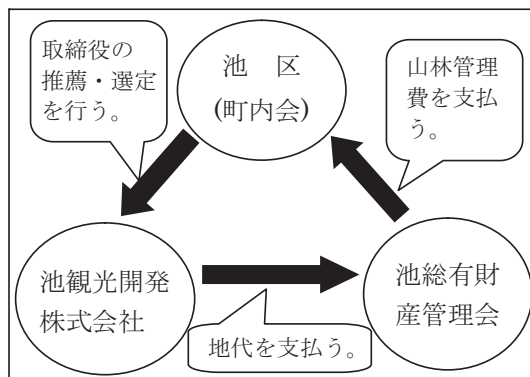 取締役の
推薦・選定
を行う。
池　区
(町内会)
山林管理
費を支払
う。
池観光開発
株式会社
池総有財
産管理会
地代を支払う。